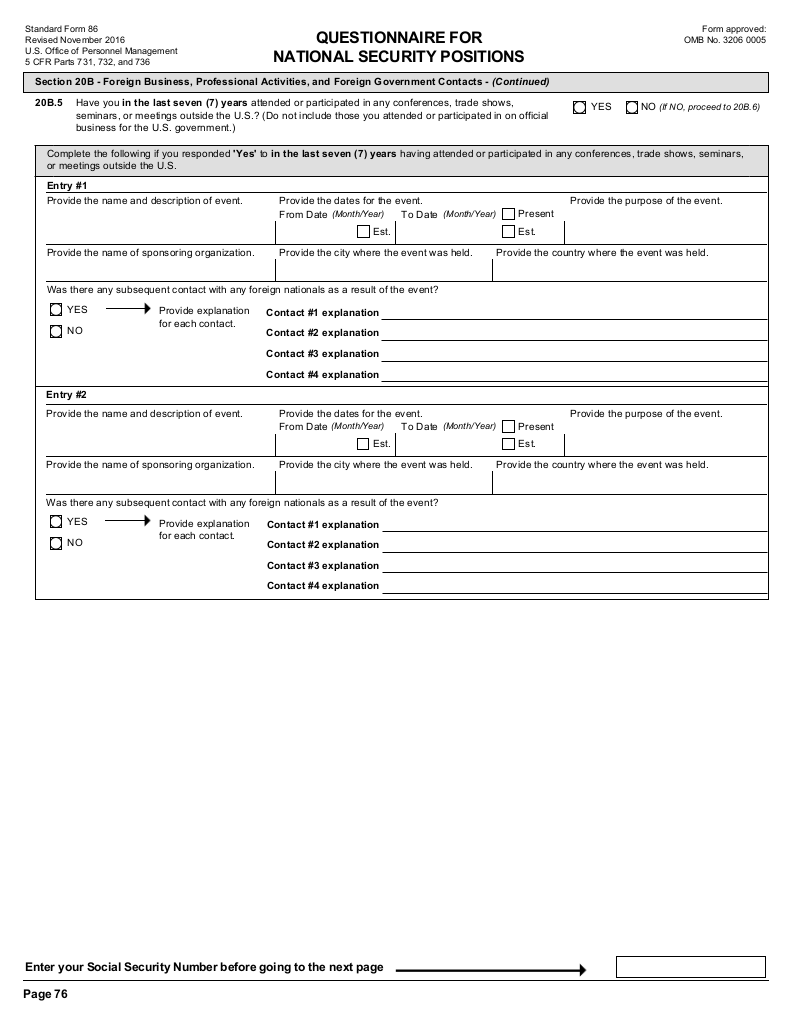 Standard Form 86
Revised November 2016
U.S. Office of Personnel Management
5 CFR Parts 731, 732, and 736
QUESTIONNAIRE FOR
NATIONAL SECURITY POSITIONS
Form approved:
OMB No. 3206 0005
Section 20B - Foreign Business, Professional Activities, and Foreign Government Contacts - (Continued)
20B.5 Have you in the last seven (7) years attended or participated in any conferences, trade shows,
seminars, or meetings outside the U.S.? (Do not include those you attended or participated in on official
business for the U.S. government.)
YES NO (If NO, proceed to 20B.6)
Complete the following if you responded 'Yes' to in the last seven (7) years having attended or participated in any conferences, trade shows, seminars,
or meetings outside the U.S.
Entry #1
Provide the name and description of event. Provide the dates for the event. Provide the purpose of the event.
From Date (Month/Year) To Date (Month/Year) Present
Est. Est.
Provide the name of sponsoring organization. Provide the city where the event was held. Provide the country where the event was held.
Was there any subsequent contact with any foreign nationals as a result of the event?
YES Provide explanation
for each contact.
NO
Contact #1 explanation
Contact #2 explanation
Contact #3 explanation
Contact #4 explanation
Entry #2
Provide the name and description of event. Provide the dates for the event. Provide the purpose of the event.
From Date (Month/Year) To Date (Month/Year) Present
Est. Est.
Provide the name of sponsoring organization. Provide the city where the event was held. Provide the country where the event was held.
Was there any subsequent contact with any foreign nationals as a result of the event?
YES Provide explanation
for each contact.
NO
Contact #1 explanation
Contact #2 explanation
Contact #3 explanation
Contact #4 explanation
Enter your Social Security Number before going to the next page
Page 76